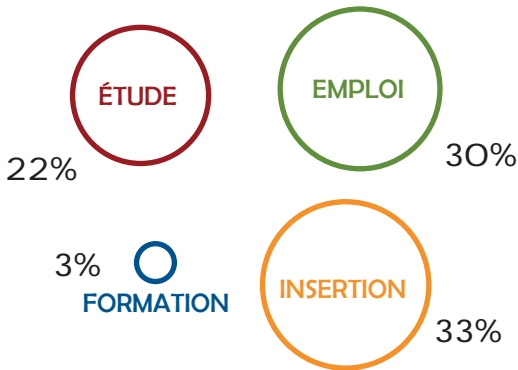 ÉTUDE
22%
EMPLOI
30%
3%
FORMATION
INSERTION
33%